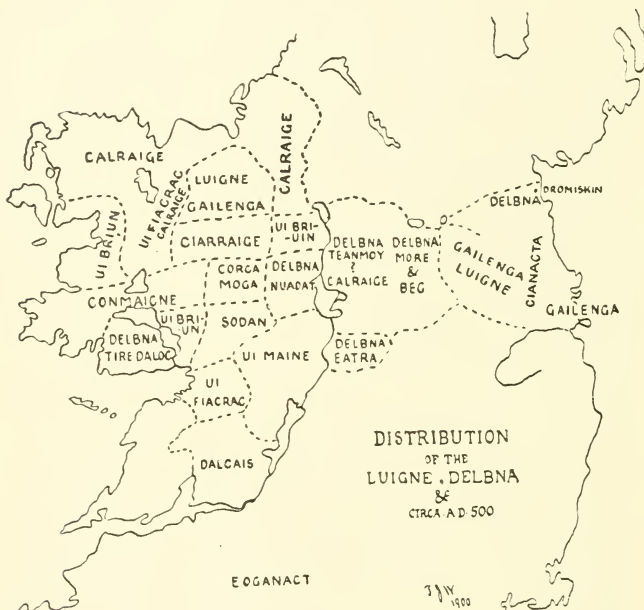 CALRAIGE
CALRAIGE
LUIGNE
GAILENGA
UI FIACRAC
CALRAIGE
UI BRIUN
CIARRAIGE
UI BRI-
-UIN
DELBNA
DROMISKIN
DELBNA
TEANMOY
?
CALRAIGE
DELBNA
MORE
&
BEG
GAILENGA
LUIGNE
CIANACTA
GAILENGA
CORCA
MOGA
DELBNA
NUADAT
CONMAIGNE
UI BRI-
-UN
SODAN
DELBNA
TIRE DALOC
UI MAINE
DELBNA
EATRA
UI
FIACRAC
DALCAIS
DISTRIBUTION
OF THE
LUIGNE, DELBNA
&c
CIRCA A.D. 500
EOGANACT
1900